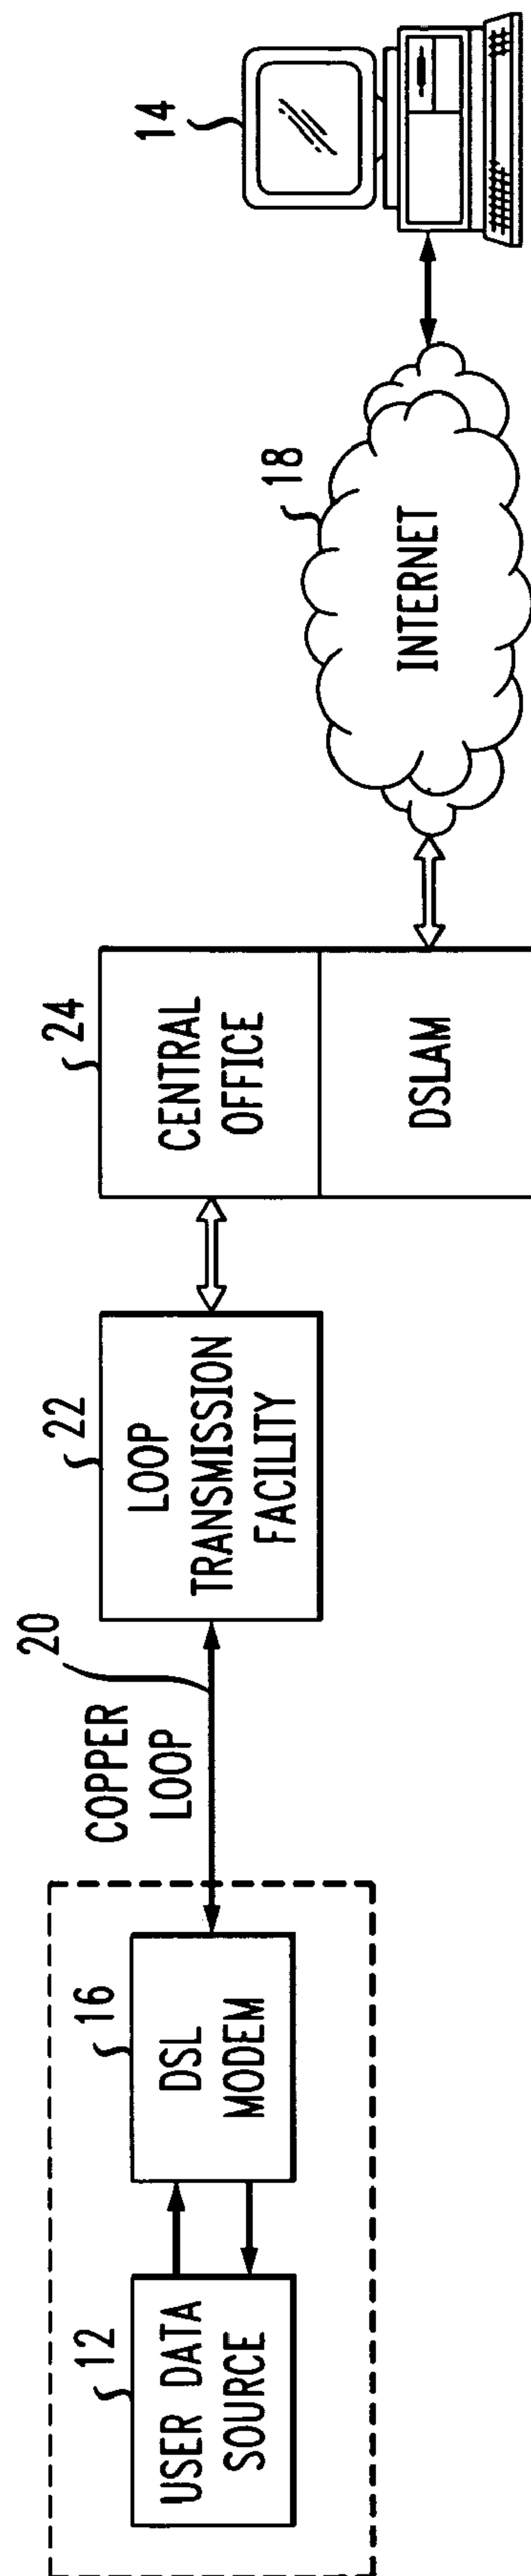 12
USER DATA
SOURCE
16
DSL
MODEM
COPPER
LOOP
20
22
LOOP
TRANSMISSION
FACILITY
24
CENTRAL
OFFICE
DSLAM
18
INTERNET
14